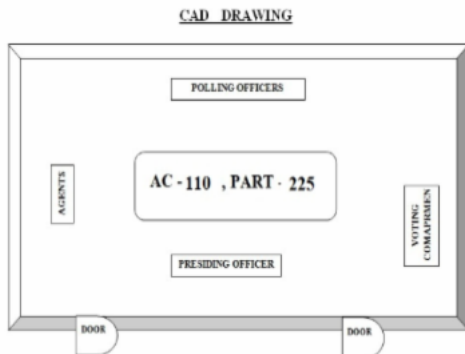 CAD DRAWING
POLLING OFFICERS
AC - 110 , PART - 225
AGENTS
VOTING
COMAPRMEN
PRESIDING OFFICER
DOOR
DOOR